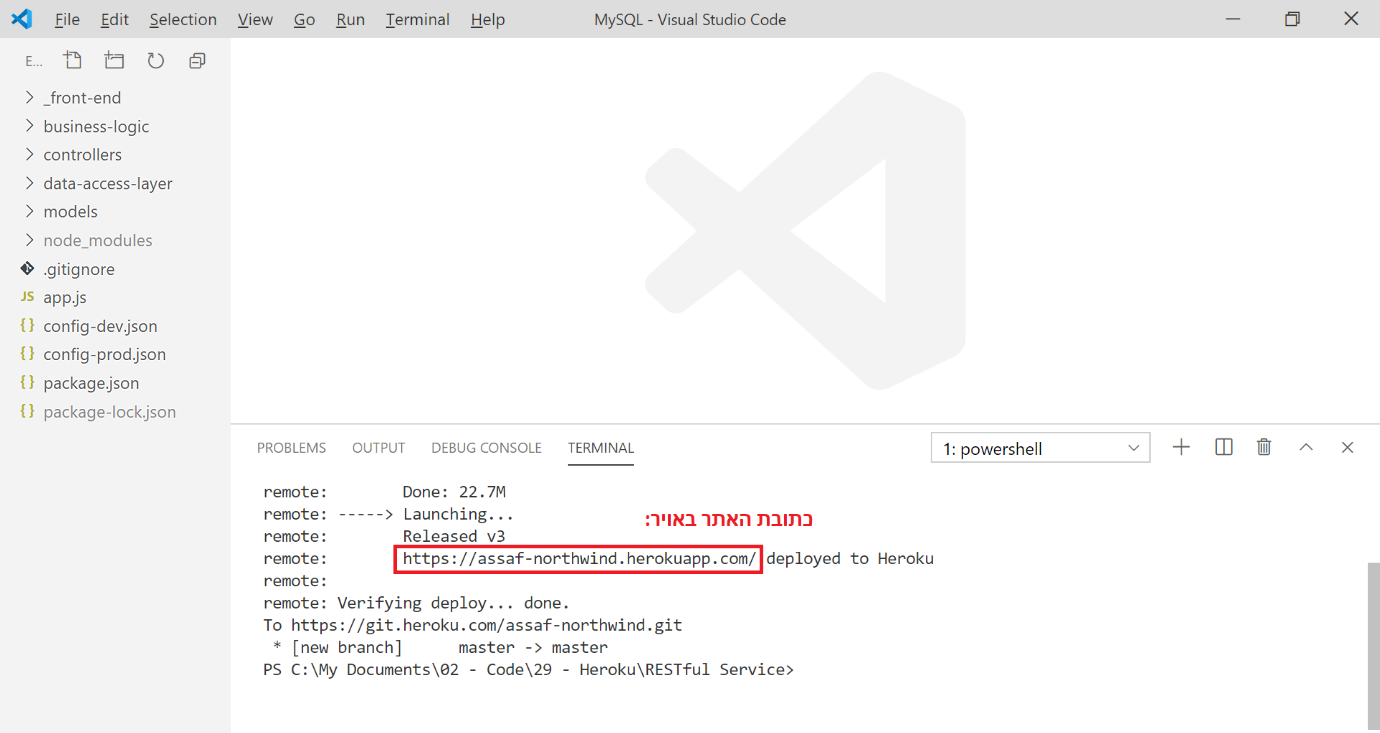 File Edit Selection View Go Run Terminal Help MySQL - Visual Studio Code
E...
_front-end
business-logic
controllers
data-access-layer
models
node_modules
.gitignore
JS app.js
{} config-dev.json
{} config-prod.json
{} package.json
{} package-lock.json
PROBLEMS OUTPUT DEBUG CONSOLE TERMINAL 1: powershell
remote:        Done: 22.7M
remote: -----> Launching...
כתובת האתר באויר:
remote:        Released v3
remote:        https://assaf-northwind.herokuapp.com/ deployed to Heroku
remote:
remote: Verifying deploy... done.
To https://git.heroku.com/assaf-northwind.git
 * [new branch]      master -> master
PS C:\My Documents\02 - Code\29 - Heroku\RESTful Service>